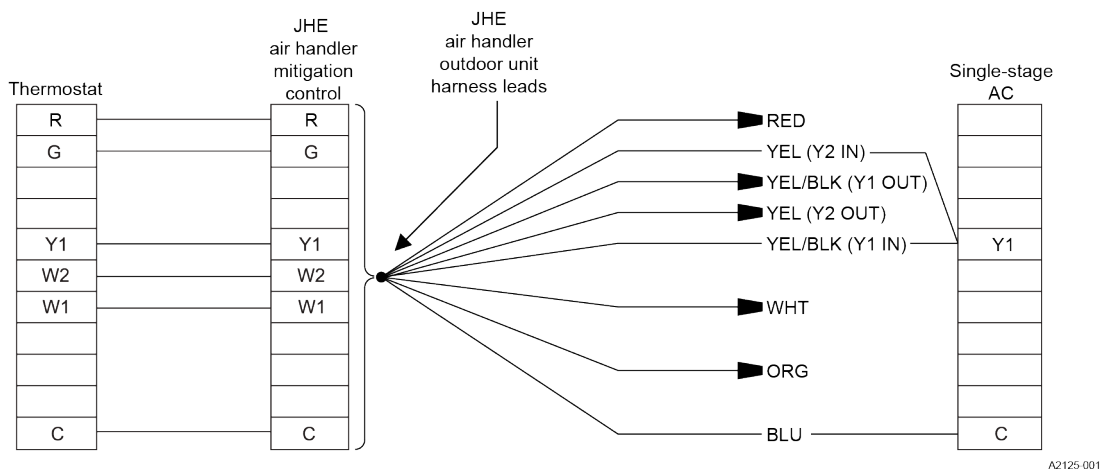 JHE
air handler
mitigation
control
JHE
air handler
outdoor unit
harness leads
Thermostat
Single-stage
AC
R
G
Y1
W2
W1
C
R
G
Y1
W2
W1
C
RED
YEL (Y2 IN)
YEL/BLK (Y1 OUT)
YEL (Y2 OUT)
YEL/BLK (Y1 IN)
WHT
ORG
BLU
Y1
C
A2125-001